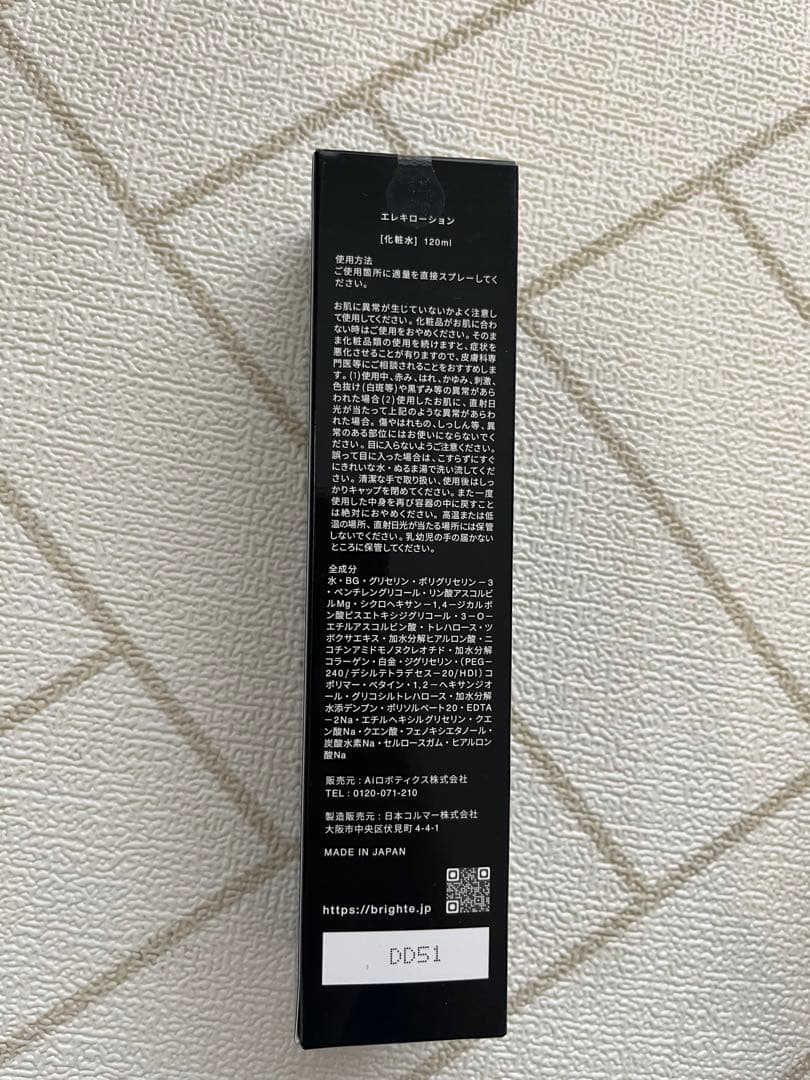 エレキローション
[化粧水] 120ml
使用方法
ご使用箇所に適量を直接スプレーしてく
ださい。
お肌に異常が生じていないかよく注意し
て使用してください。化粧品がお肌に合わ
ない時はご使用をおやめください。そのま
ま化粧品類の使用を続けますと、症状を
悪化させることが有りますので、皮膚科専
門医等にご相談されることをおすすめしま
す。(1)使用中、赤み、はれ、かゆみ、刺激、
色抜け(白斑等)や黒ずみ等の異常があら
われた場合(2)使用したお肌に、直射日
光が当たって上記のような異常があらわ
れた場合。傷やはれもの、しっしん等、異
常のある部位にはお使いにならないでく
ださい。目に入らないようご注意ください。
誤って目に入った場合は、こすらずにすぐ
にきれいな水・ぬるま湯で洗い流してくだ
さい。清潔な手で取り扱い、使用後はしっ
かりキャップを閉めてください。また一度
使用した中身を再び容器の中に戻すこと
は絶対におやめください。高温または低
温の場所、直射日光が当たる場所には保管
しないでください。乳幼児の手の届かない
ところに保管してください。
全成分
水・BG・グリセリン・ポリグリセリン-3
・ペンチレングリコール・リン酸アスコルビ
ルMg・シクロヘキサン-1,4-ジカルボ
ン酸ビスエトキシジグリコール・3-O-
エチルアスコルビン酸・トレハロース・ツ
ボクサエキス・加水分解ヒアルロン酸・ニ
コチンアミドモノヌクレオチド・加水分解
コラーゲン・白金・ジグリセリン・(PEG-
240/デシルテトラデセス-20/HDI)コ
ポリマー・ベタイン・1,2-ヘキサンジオ
ール・グリコシルトレハロース・加水分解
水添デンプン・ポリソルベート20・EDTA
-2Na・エチルヘキシルグリセリン・クエ
ン酸Na・クエン酸・フェノキシエタノール・
炭酸水素Na・セルロースガム・ヒアルロン
酸Na
販売元:Aiロボティクス株式会社
TEL:0120-071-210
製造販売元:日本コルマー株式会社
大阪市中央区伏見町4-4-1
MADE IN JAPAN
https://brighte.jp
DD51